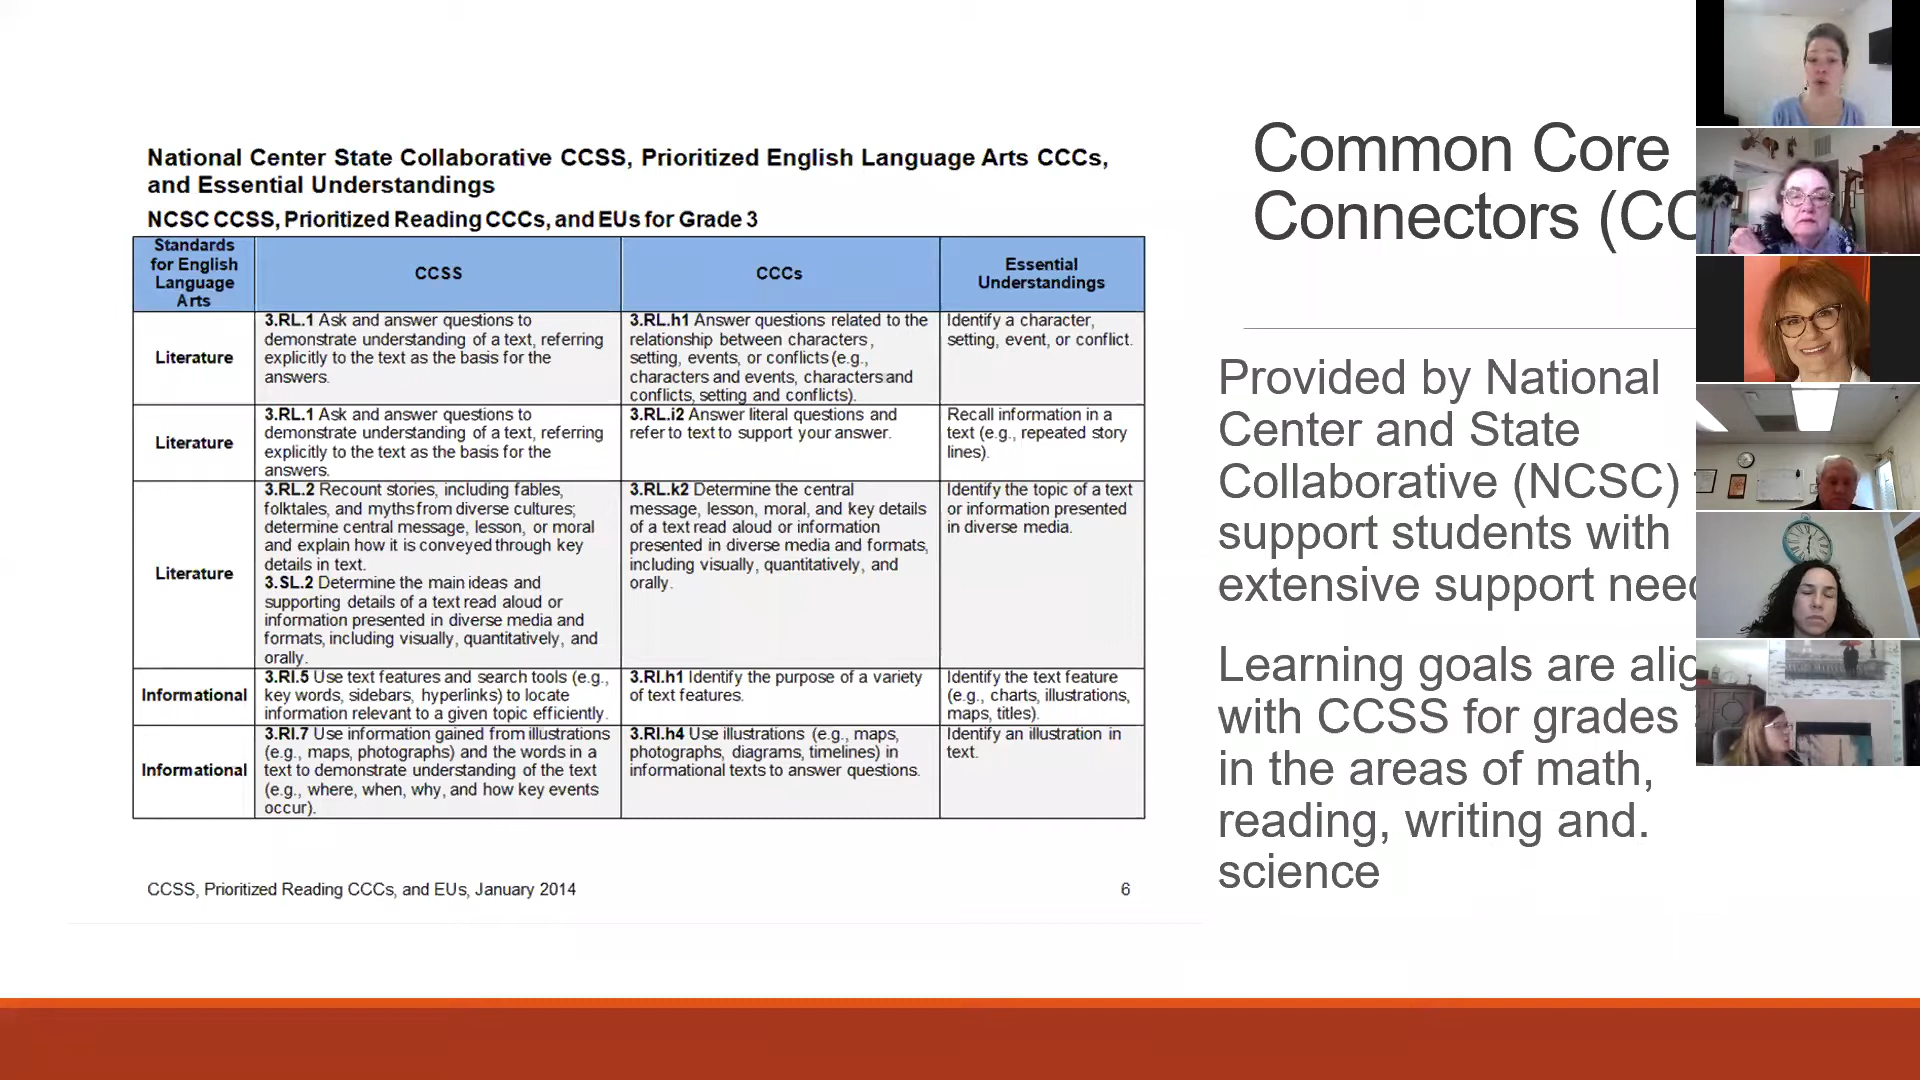 National Center State Collaborative CCSS, Prioritized English Language Arts CCCs,
and Essential Understandings
NCSC CCSS, Prioritized Reading CCCs, and EUs for Grade 3
Standards
for English
Language
Arts
CCSS
CCCs
Essential
Understandings
Literature
3.RL.1 Ask and answer questions to
demonstrate understanding of a text, referring
explicitly to the text as the basis for the
answers.
3.RL.h1 Answer questions related to the
relationship between characters,
setting, events, or conflicts (e.g.,
characters and events, characters and
conflicts, setting and conflicts).
Identify a character,
setting, event, or conflict.
Literature
3.RL.1 Ask and answer questions to
demonstrate understanding of a text, referring
explicitly to the text as the basis for the
answers.
3.RL.i2 Answer literal questions and
refer to text to support your answer.
Recall information in a
text (e.g., repeated story
lines).
Literature
3.RL.2 Recount stories, including fables,
folktales, and myths from diverse cultures;
determine central message, lesson, or moral
and explain how it is conveyed through key
details in text.
3.SL.2 Determine the main ideas and
supporting details of a text read aloud or
information presented in diverse media and
formats, including visually, quantitatively, and
orally.
3.RL.k2 Determine the central
message, lesson, moral, and key details
of a text read aloud or information
presented in diverse media and formats,
including visually, quantitatively, and
orally.
Identify the topic of a text
or information presented
in diverse media.
Informational
3.RI.5 Use text features and search tools (e.g.,
key words, sidebars, hyperlinks) to locate
information relevant to a given topic efficiently.
3.RI.h1 Identify the purpose of a variety
of text features.
Identify the text feature
(e.g., charts, illustrations,
maps, titles).
Informational
3.RI.7 Use information gained from illustrations
(e.g., maps, photographs) and the words in a
text to demonstrate understanding of the text
(e.g., where, when, why, and how key events
occur).
3.RI.h4 Use illustrations (e.g., maps,
photographs, diagrams, timelines) in
informational texts to answer questions.
Identify an illustration in
text.
CCSS, Prioritized Reading CCCs, and EUs, January 2014
6
Common Core
Connectors (CC
Provided by National
Center and State
Collaborative (NCSC)
support students with
extensive support nee
Learning goals are alig
with CCSS for grades
in the areas of math,
reading, writing and.
science